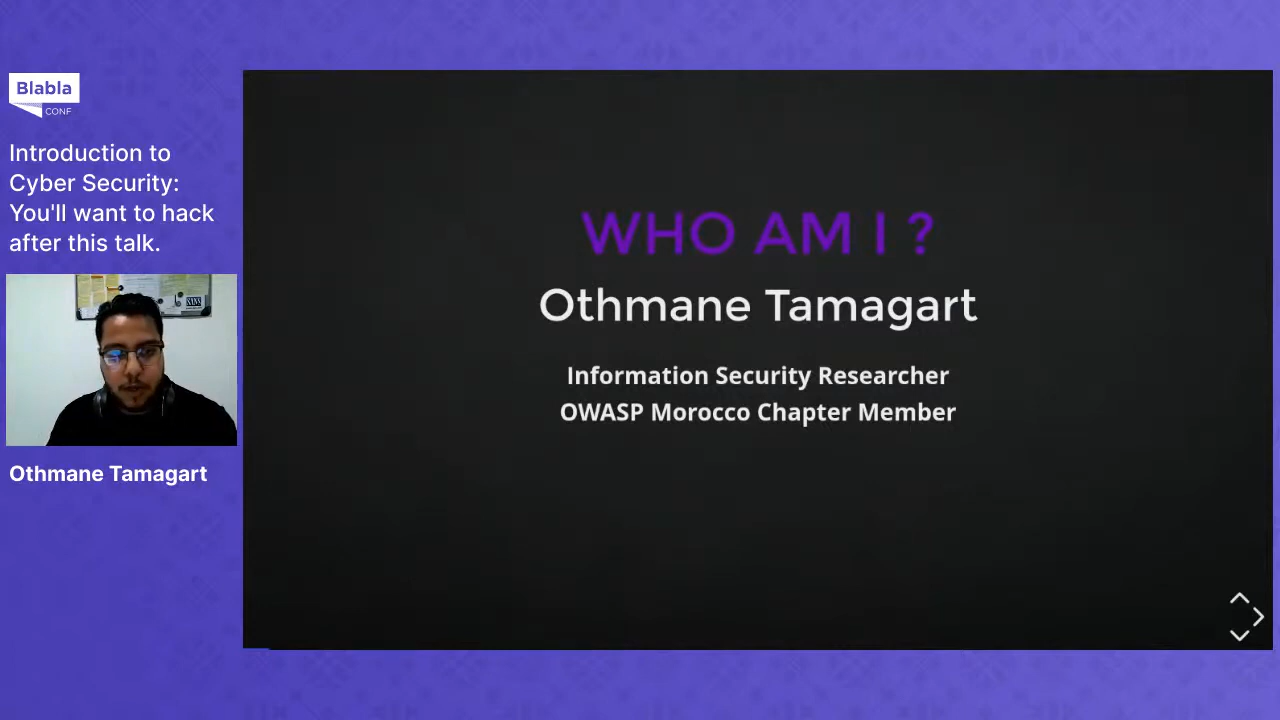 Blabla
CONF
Introduction to
Cyber Security:
You'll want to hack
after this talk.
Othmane Tamagart
WHO AM I ?
Othmane Tamagart
Information Security Researcher
OWASP Morocco Chapter Member